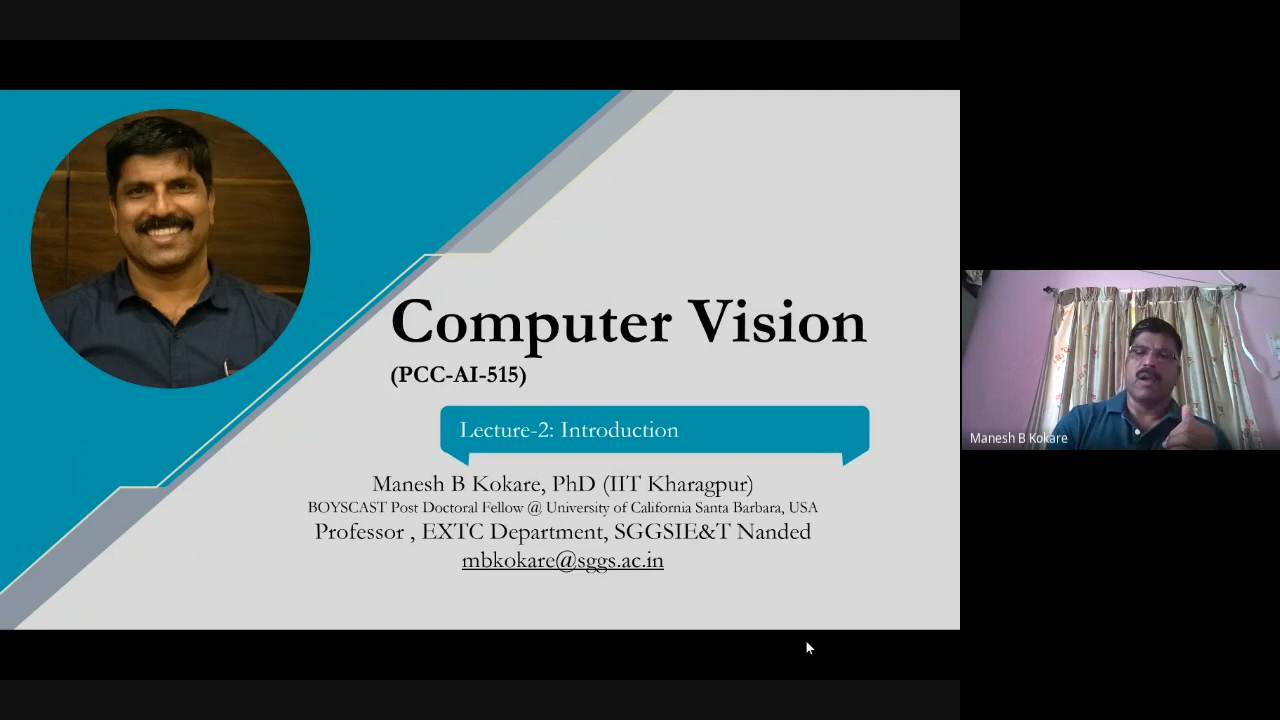 Computer Vision
(PCC-AI-515)
Lecture-2: Introduction
Manesh B Kokare, PhD (IIT Kharagpur)
BOYSCAST Post Doctoral Fellow @ University of California Santa Barbara, USA
Professor , EXTC Department, SGGSIE&T Nanded
mbkokare@sggs.ac.in
Manesh B Kokare